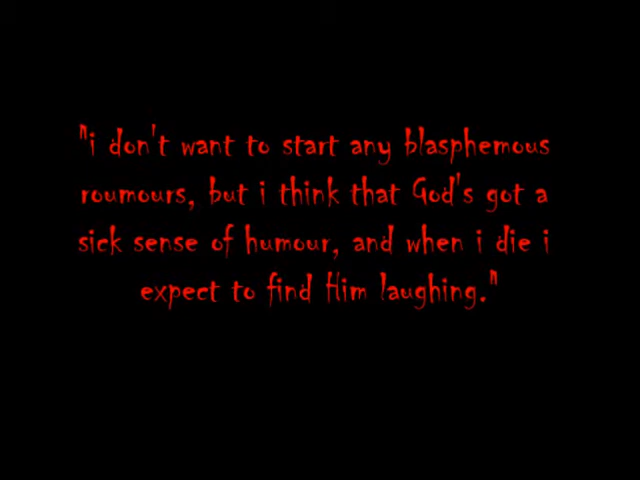 "i don't want to start any blasphemous
roumours, but i think that God's got a
sick sense of humour, and when i die i
expect to find Him laughing."